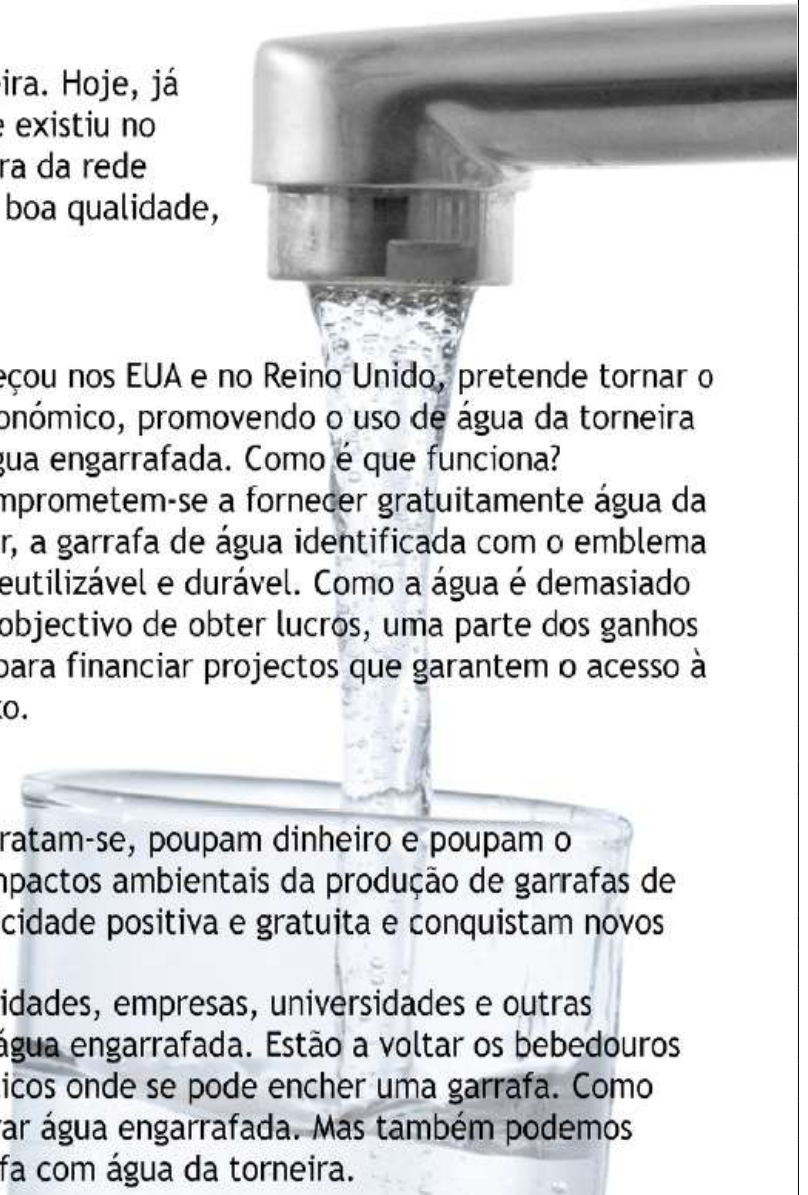 ira. Hoje, já
existiu no
ra da rede
boa qualidade,
eçou nos EUA e no Reino Unido, pretende tornar o
onómico, promovendo o uso de água da torneira
gua engarrafada. Como é que funciona?
mprometem-se a fornecer gratuitamente água da
r, a garrafa de água identificada com o emblema
eutilizável e durável. Como a água é demasiado
objectivo de obter lucros, uma parte dos ganhos
para financiar projectos que garantem o acesso à
o.
ratam-se, poupam dinheiro e poupam o
mpactos ambientais da produção de garrafas de
cidade positiva e gratuita e conquistam novos
idades, empresas, universidades e outras
água engarrafada. Estão a voltar os bebedouros
icos onde se pode encher uma garrafa. Como
ar água engarrafada. Mas também podemos
fa com água da torneira.